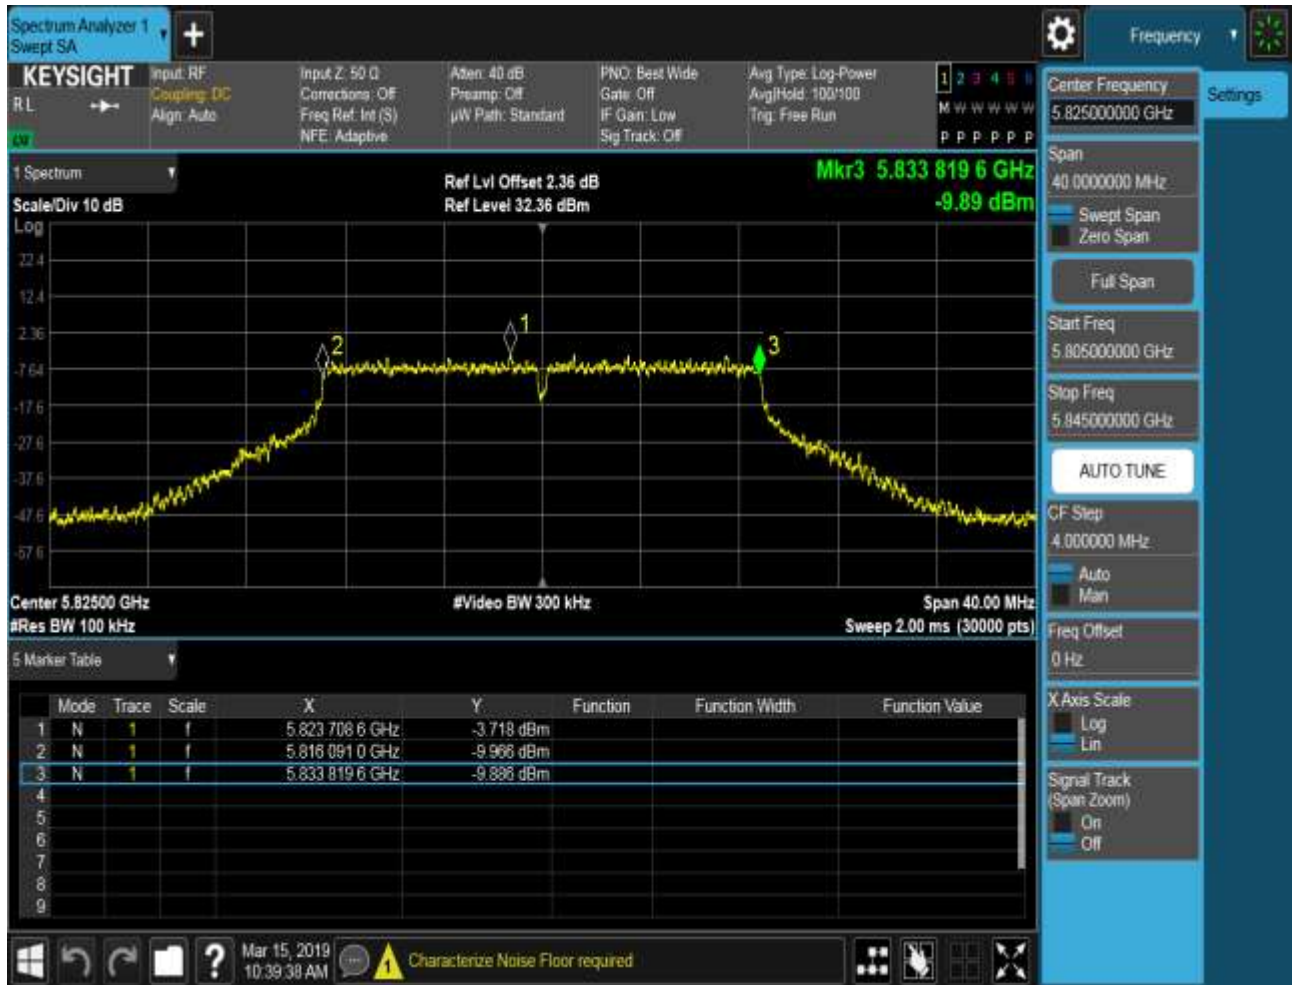 Spectrum Analyzer 1
Swept SA
+
Frequency
KEYSIGHT
RL
Input: RF
Coupling: DC
Align: Auto
Input Z: 50 Ω
Corrections: Off
Freq Ref: Int (S)
NFE: Adaptive
Atten: 40 dB
Preamp: Off
µW Path: Standard
PNO: Best Wide
Gate: Off
IF Gain: Low
Sig Track: Off
Avg Type: Log-Power
Avg|Hold: 100/100
Trig: Free Run
1 2 3 4 5 6
M W W W W W
P P P P P P
1 Spectrum
Scale/Div 10 dB
Ref Lvl Offset 2.36 dB
Ref Level 32.36 dBm
Mkr3 5.833 819 6 GHz
-9.89 dBm
Log
22.4
12.4
2.36
-7.64
-17.6
-27.6
-37.6
-47.6
-57.6
1
2
3
Center 5.82500 GHz
#Res BW 100 kHz
#Video BW 300 kHz
Span 40.00 MHz
Sweep 2.00 ms (30000 pts)
5 Marker Table
Mode Trace Scale X Y Function Function Width Function Value
1 N 1 f 5.823 708 6 GHz -3.718 dBm
2 N 1 f 5.816 091 0 GHz -9.966 dBm
3 N 1 f 5.833 819 6 GHz -9.886 dBm
4
5
6
7
8
9
Mar 15, 2019
10:39:38 AM
?
1
Characterize Noise Floor required
Settings
Center Frequency
5.825000000 GHz
Span
40.0000000 MHz
Swept Span
Zero Span
Full Span
Start Freq
5.805000000 GHz
Stop Freq
5.845000000 GHz
AUTO TUNE
CF Step
4.000000 MHz
Auto
Man
Freq Offset
0 Hz
X Axis Scale
Log
Lin
Signal Track
(Span Zoom)
On
Off